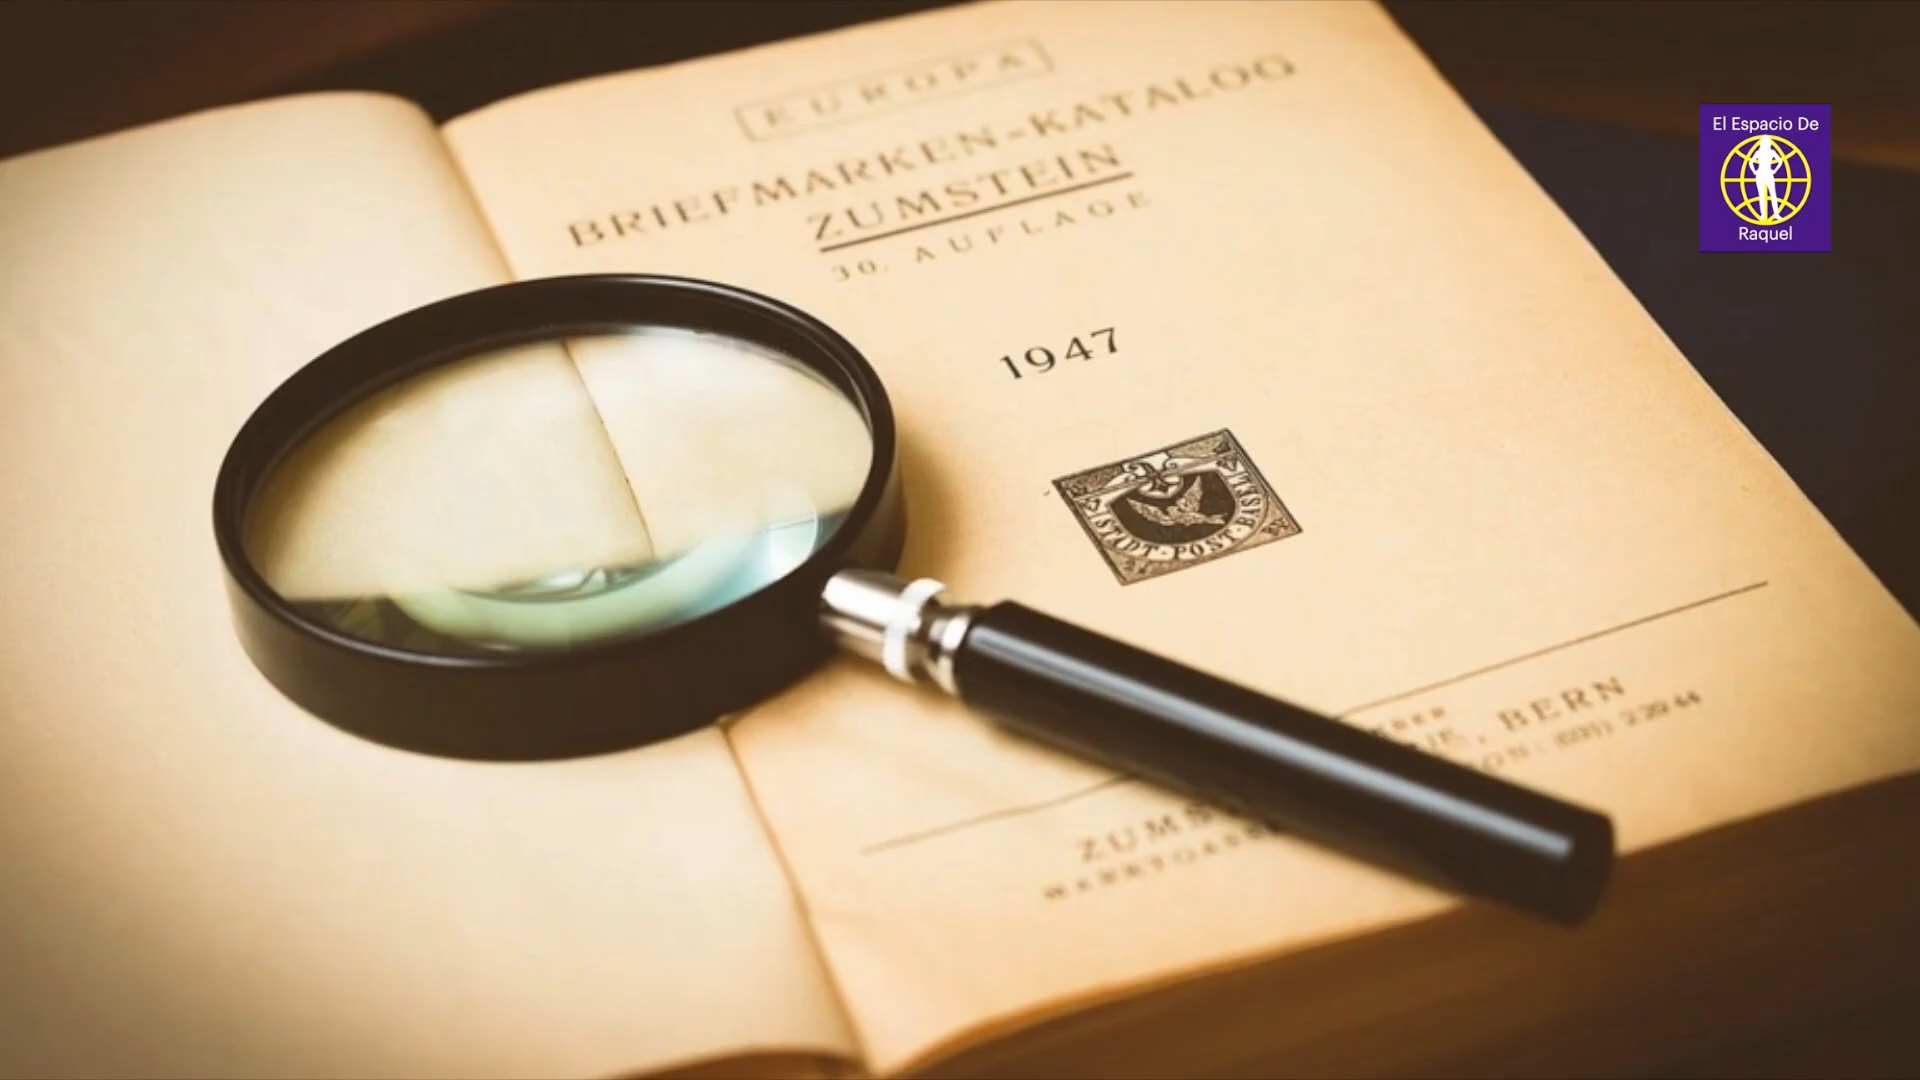 EUROPA
BRIEFMARKEN-KATALOG
ZUMSTEIN
30. AUFLAGE
1947
STADT·POST·BASEL
BERN
El Espacio De
Raquel